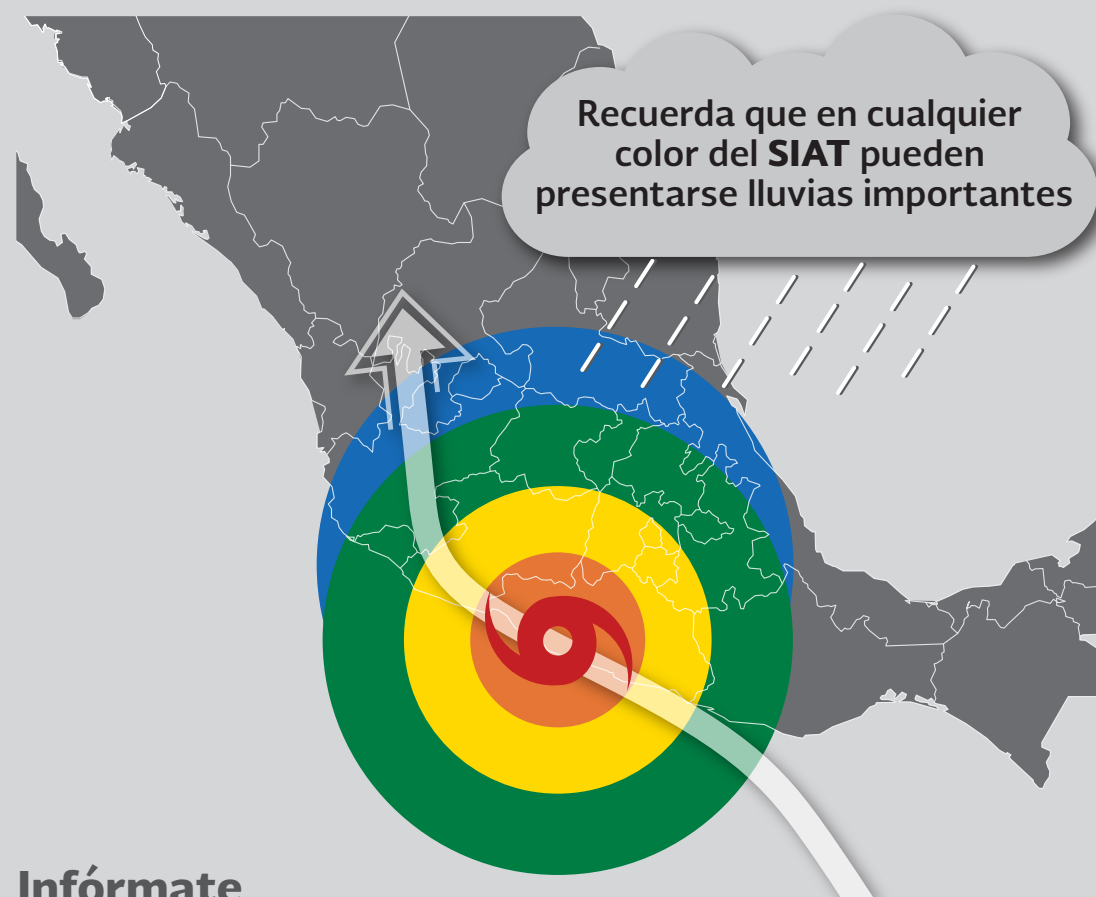 Recuerda que en cualquier
color del SIAT pueden
presentarse lluvias importantes
Infórmate